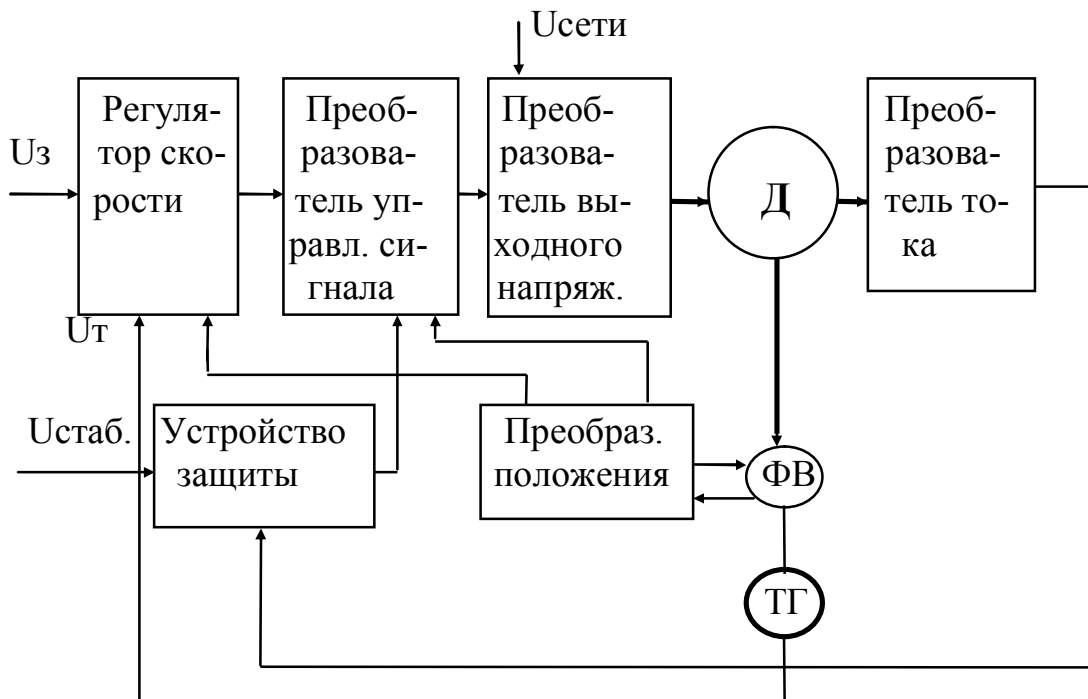 Uсети
Uз
Регуля-
тор ско-
рости
Преоб-
разова-
тель уп-
равл. си-
гнала
Преоб-
разова-
тель вы-
ходного
напряж.
Д
Преоб-
разова-
тель то-
ка
Uт
Uстаб.
Устройство
защиты
Преобраз.
положения
ФВ
ТГ